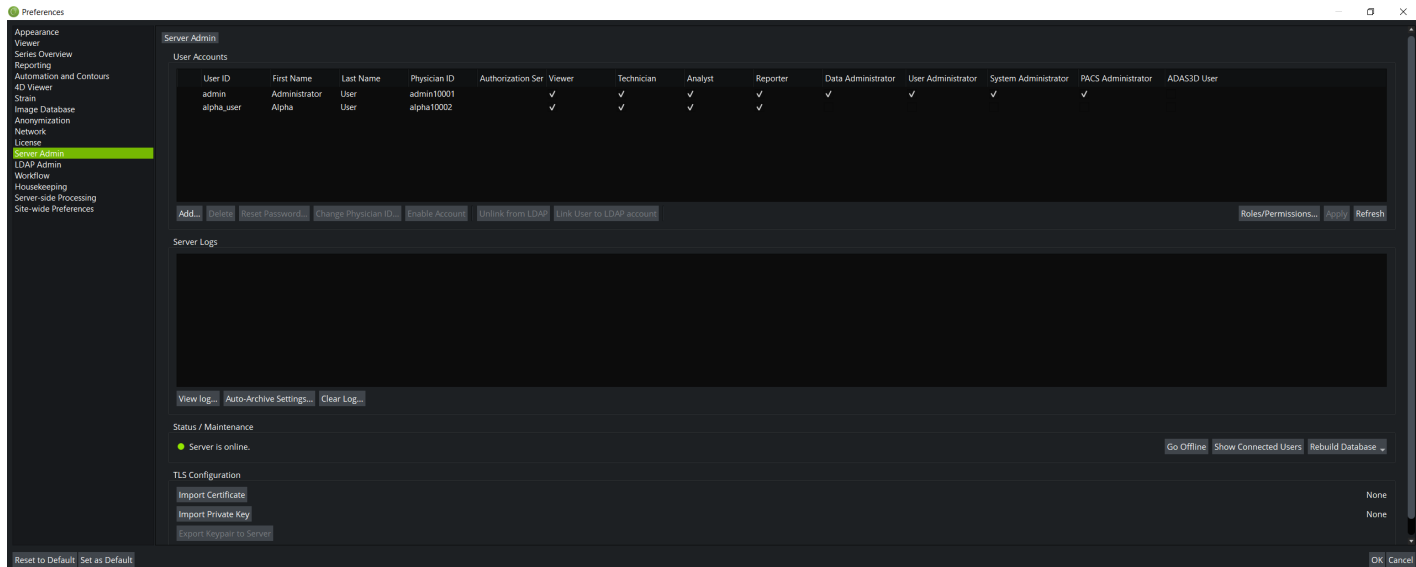 Preferences
Appearance
Viewer
Series Overview
Reporting
Automation and Contours
4D Viewer
Strain
Image Database
Anonymization
Network
License
Server Admin
LDAP Admin
Workflow
Housekeeping
Server-side Processing
Site-wide Preferences
Server Admin
User Accounts
User ID First Name Last Name Physician ID Authorization Ser Viewer Technician Analyst Reporter Data Administrator User Administrator System Administrator PACS Administrator ADAS3D User
admin Administrator User admin10001 ✓ ✓ ✓ ✓ ✓ ✓ ✓ ✓
alpha_user Alpha User alpha10002 ✓ ✓ ✓ ✓
Add... Delete Reset Password... Change Physician ID... Enable Account Unlink from LDAP Link User to LDAP account Roles/Permissions... Apply Refresh
Server Logs
View log... Auto-Archive Settings... Clear Log...
Status / Maintenance
Server is online. Go Offline Show Connected Users Rebuild Database
TLS Configuration
Import Certificate None
Import Private Key None
Export Keypair to Server
Reset to Default Set as Default OK Cancel